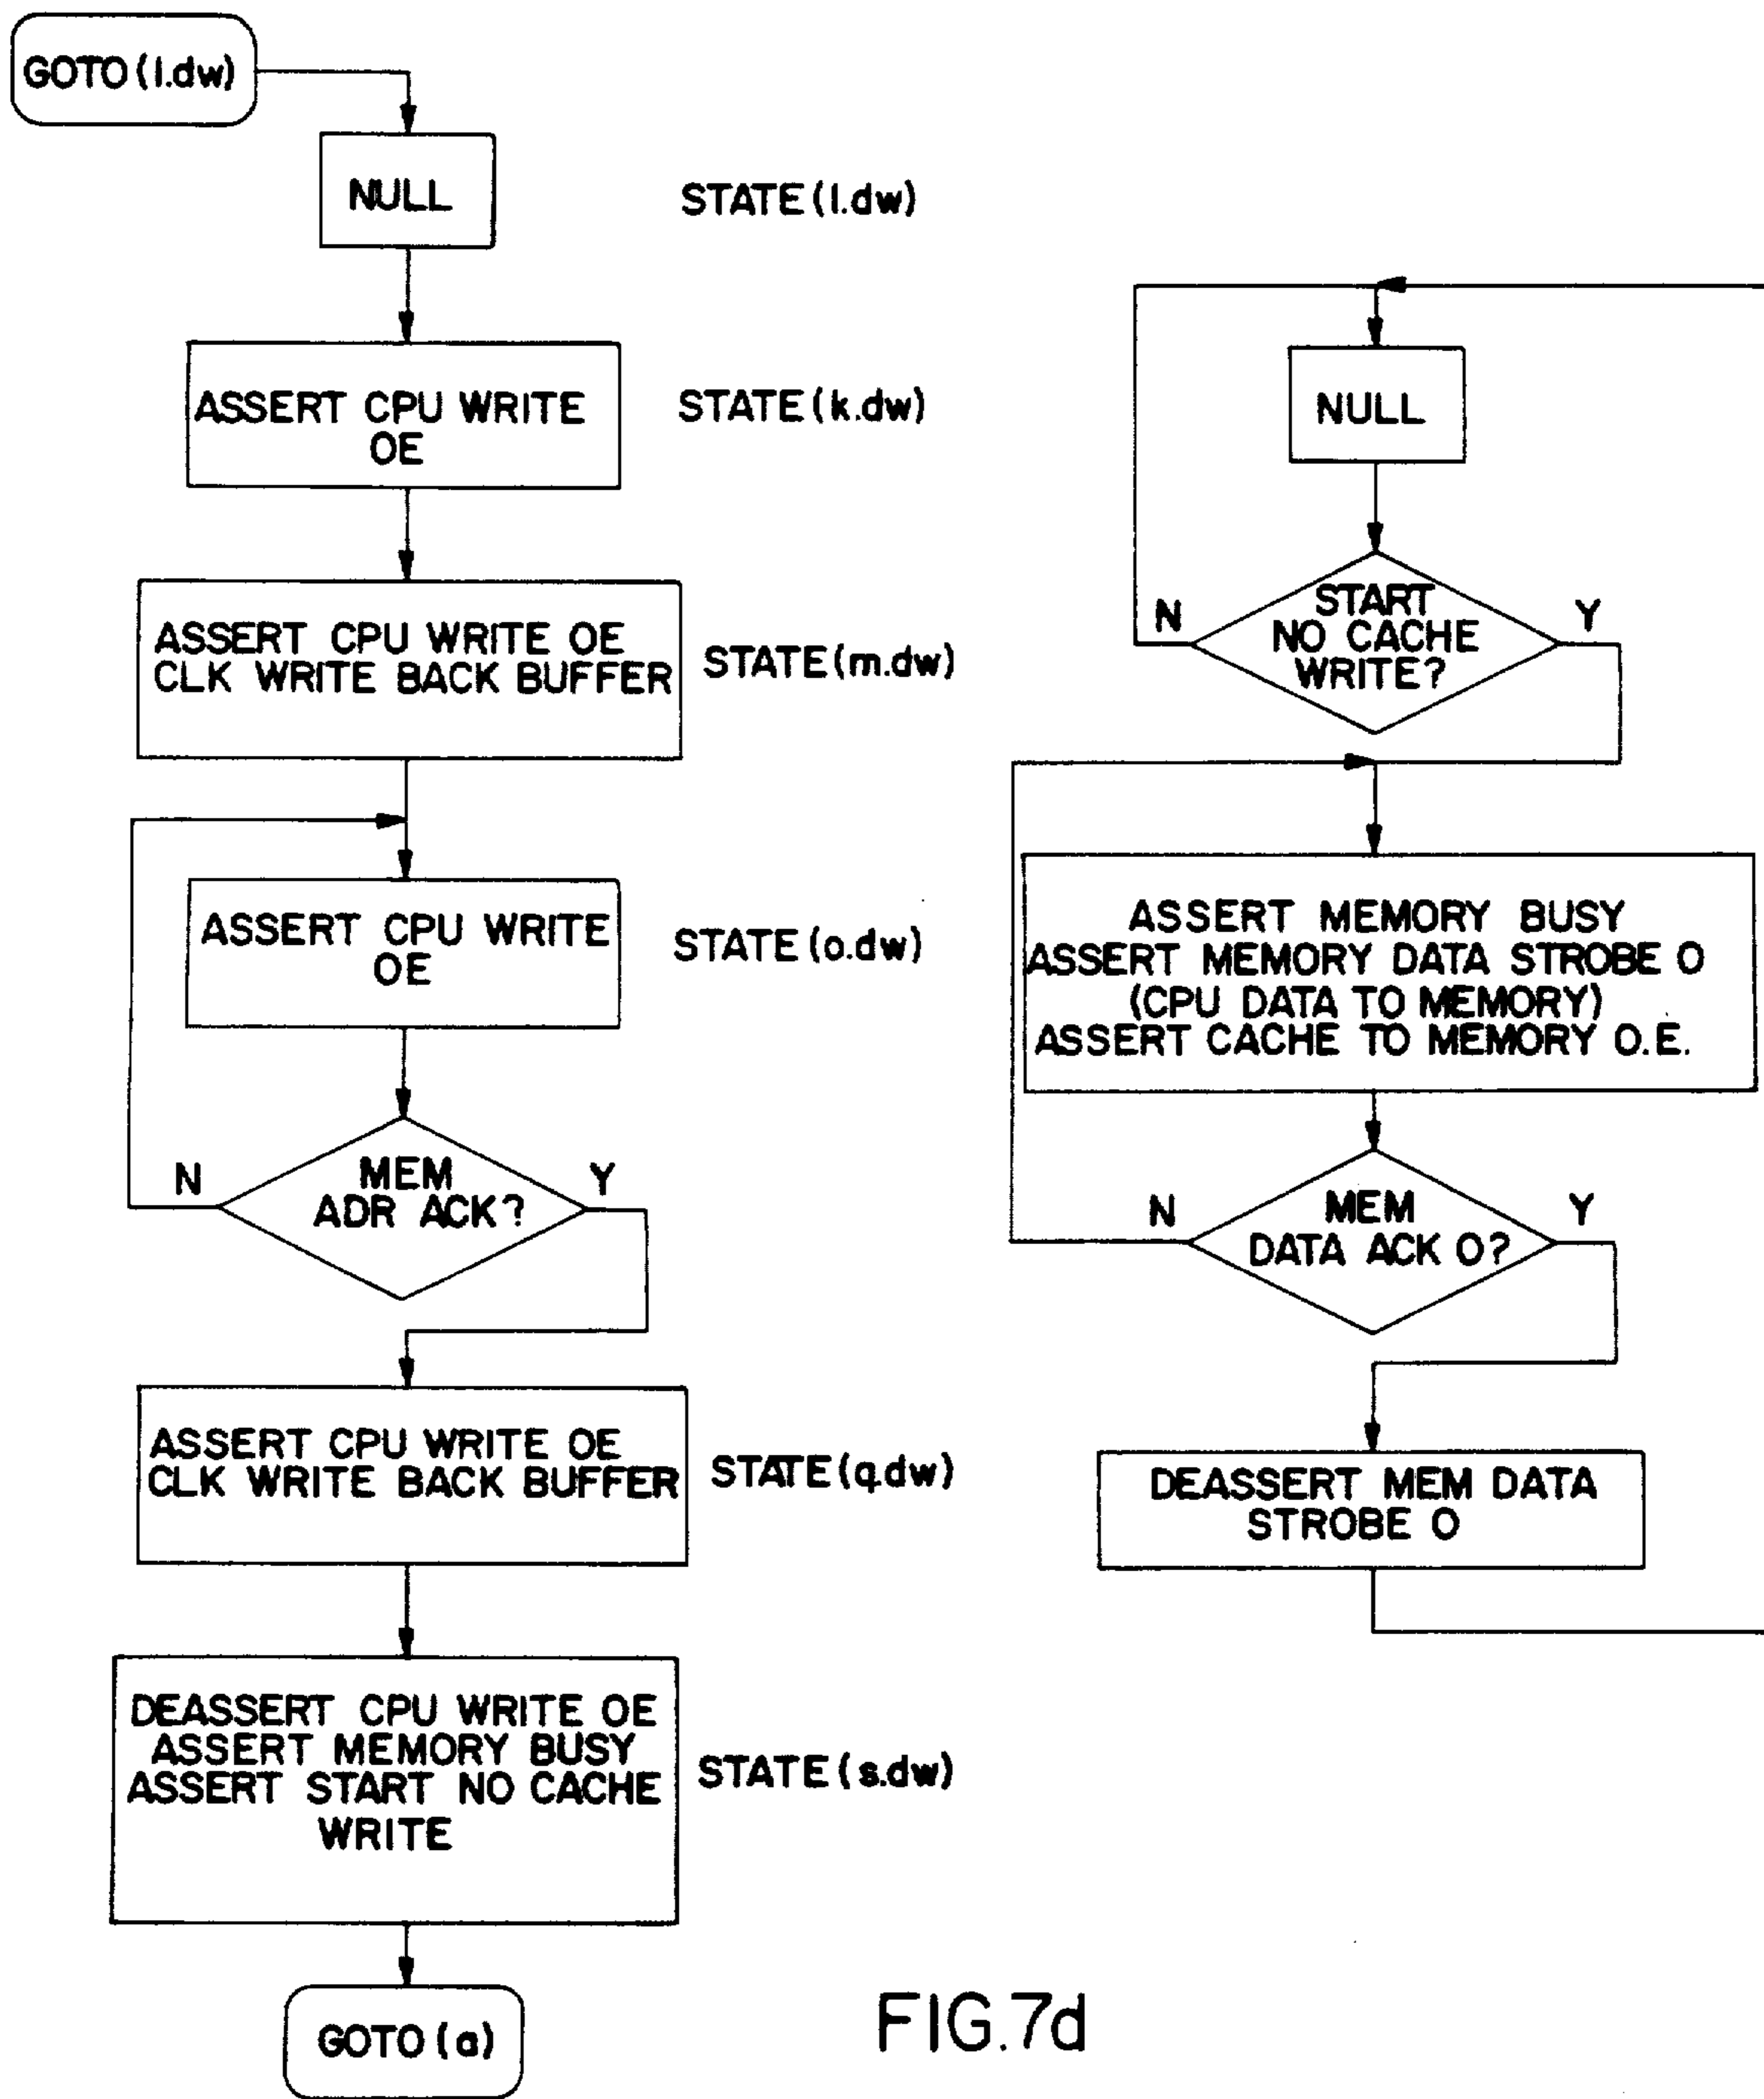 GOTO (l.dw)
NULL
STATE (l.dw)
ASSERT CPU WRITE
OE
STATE (k.dw)
ASSERT CPU WRITE OE
CLK WRITE BACK BUFFER
STATE (m.dw)
ASSERT CPU WRITE
OE
STATE (o.dw)
N
MEM
ADR ACK?
Y
ASSERT CPU WRITE OE
CLK WRITE BACK BUFFER
STATE (q.dw)
DEASSERT CPU WRITE OE
ASSERT MEMORY BUSY
ASSERT START NO CACHE
WRITE
STATE (s.dw)
GOTO (a)
NULL
N
START
NO CACHE
WRITE?
Y
ASSERT MEMORY BUSY
ASSERT MEMORY DATA STROBE 0
(CPU DATA TO MEMORY)
ASSERT CACHE TO MEMORY O.E.
N
MEM
DATA ACK 0?
Y
DEASSERT MEM DATA
STROBE 0
FIG.7d